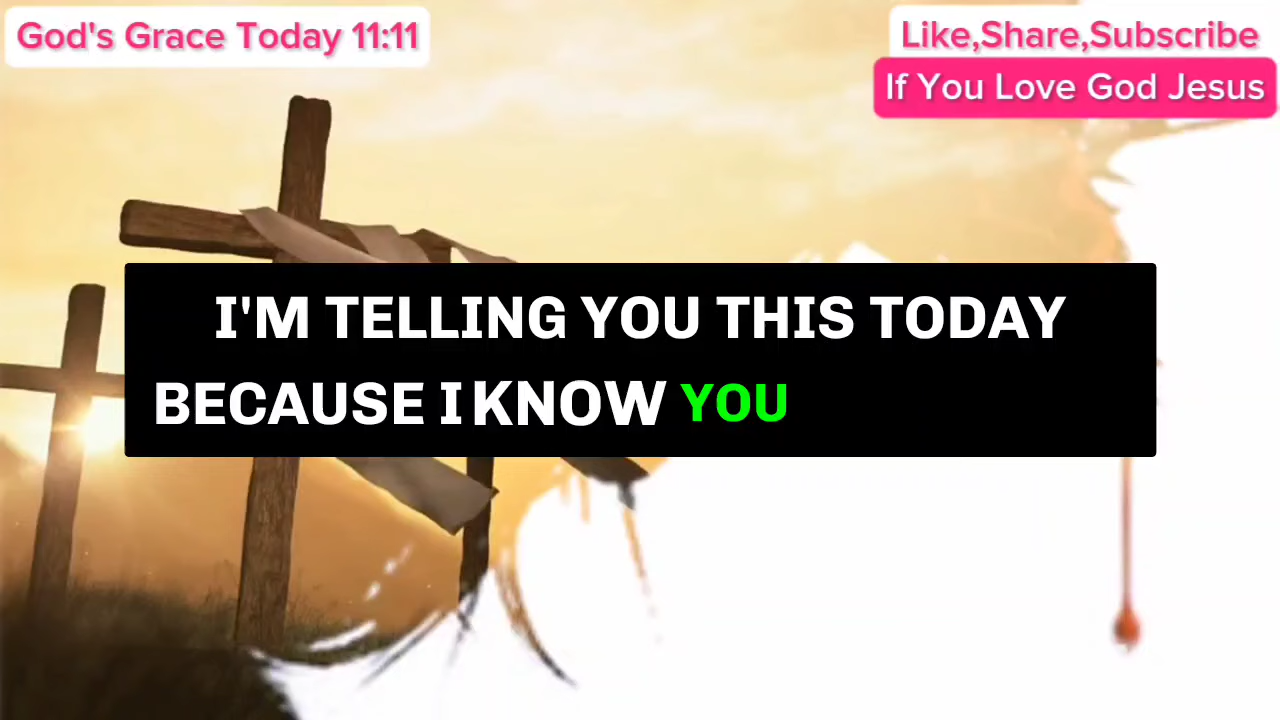 God's Grace Today 11:11
Like,Share,Subscribe
If You Love God Jesus
I'M TELLING YOU THIS TODAY
BECAUSE I KNOW YOU